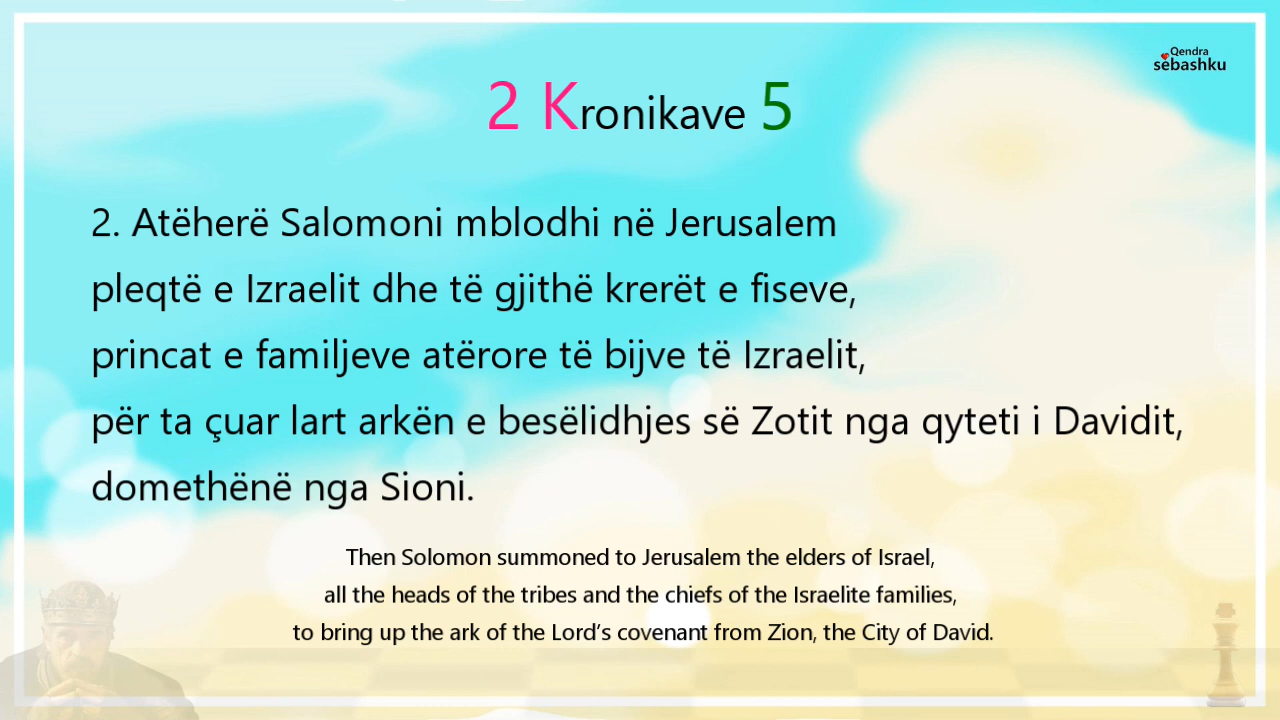 Qendra
sëbashku
2 Kronikave 5
2. Atëherë Salomoni mblodhi në Jerusalem
pleqtë e Izraelit dhe të gjithë krerët e fiseve,
princat e familjeve atërore të bijve të Izraelit,
për ta çuar lart arkën e besëlidhjes së Zotit nga qyteti i Davidit,
domethënë nga Sioni.
Then Solomon summoned to Jerusalem the elders of Israel,
all the heads of the tribes and the chiefs of the Israelite families,
to bring up the ark of the Lord’s covenant from Zion, the City of David.